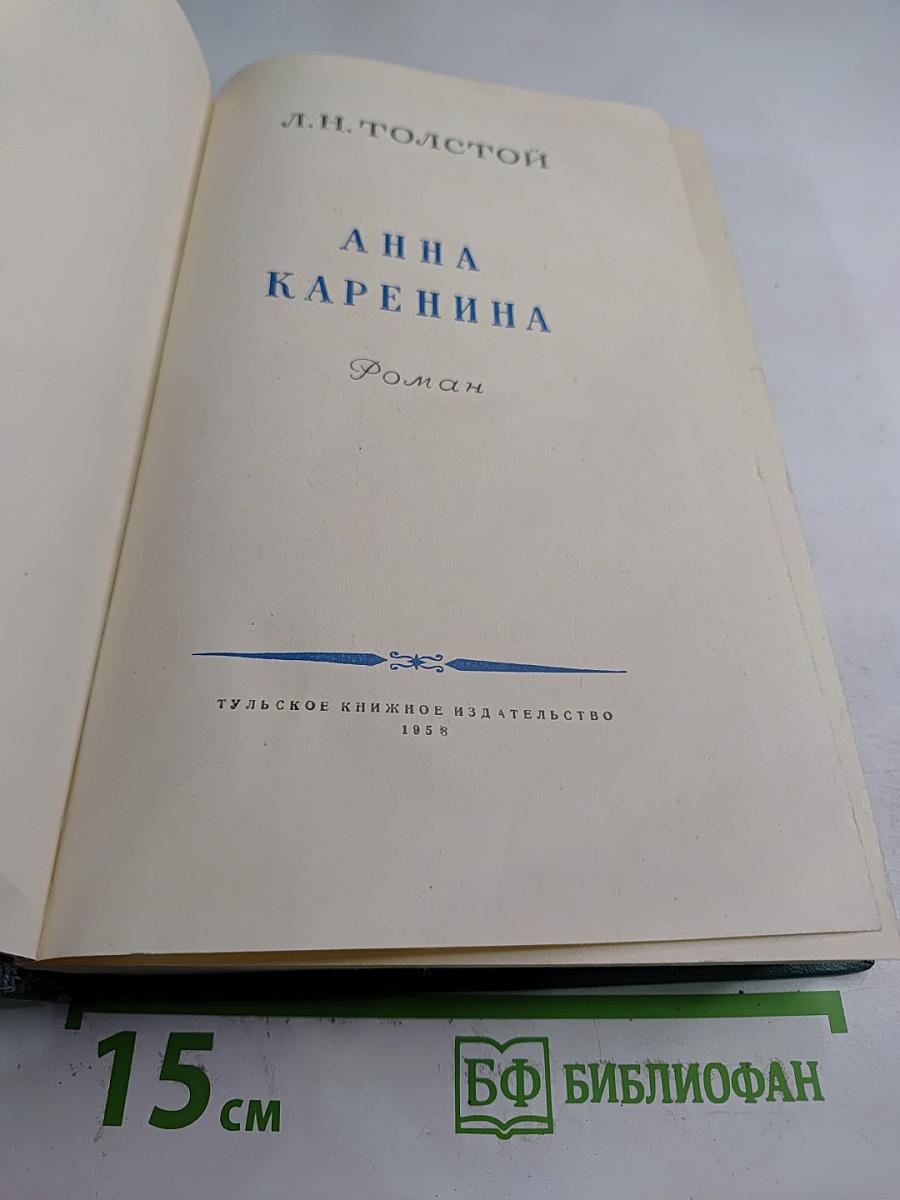 Л. Н. ТОЛСТОЙ
АННА
КАРЕНИНА
Роман
ТУЛЬСКОЕ КНИЖНОЕ ИЗДАТЕЛЬСТВО
1958
15 см
БФ БИБЛИОФАН